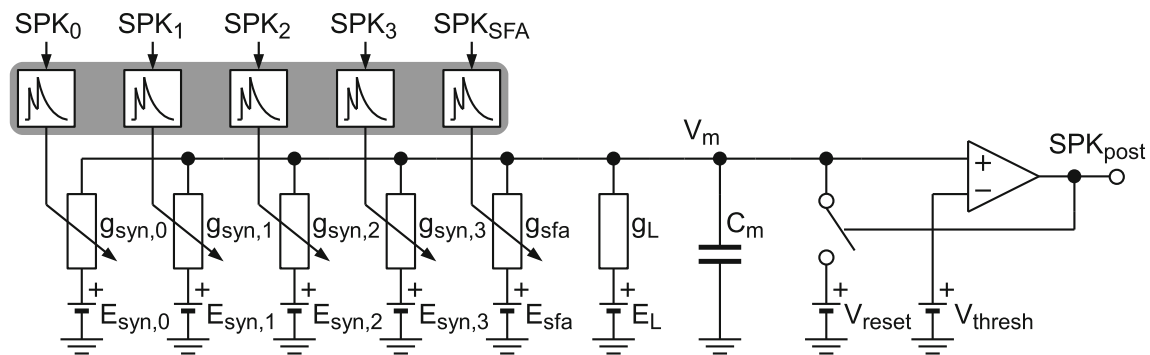 SPK0 SPK1 SPK2 SPK3 SPKSFA
Vm SPKpost
+
−
gsyn,0 gsyn,1 gsyn,2 gsyn,3 gsfa gL Cm
+ + + + + + + +
Esyn,0 Esyn,1 Esyn,2 Esyn,3 Esfa EL Vreset Vthresh